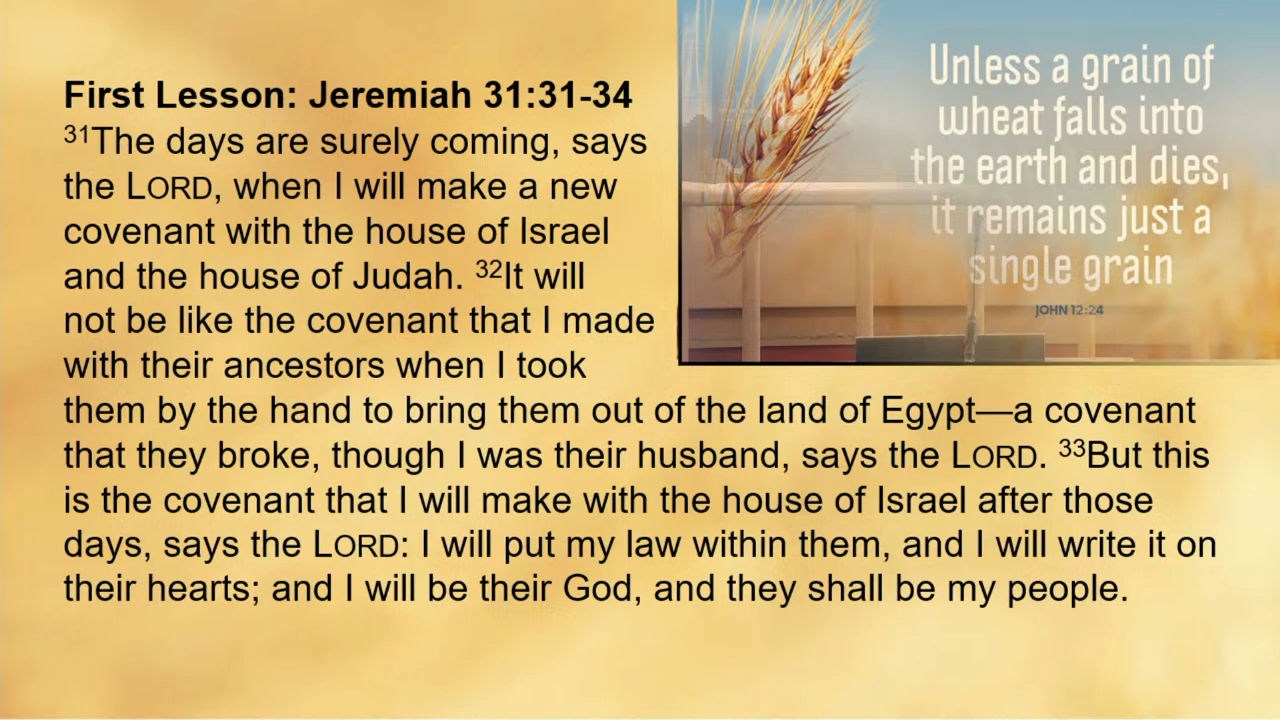 First Lesson: Jeremiah 31:31-34
31The days are surely coming, says
the LORD, when I will make a new
covenant with the house of Israel
and the house of Judah. 32It will
not be like the covenant that I made
with their ancestors when I took
them by the hand to bring them out of the land of Egypt—a covenant
that they broke, though I was their husband, says the LORD. 33But this
is the covenant that I will make with the house of Israel after those
days, says the LORD: I will put my law within them, and I will write it on
their hearts; and I will be their God, and they shall be my people.
Unless a grain of
wheat falls into
the earth and dies,
it remains just a
single grain
JOHN 12:24